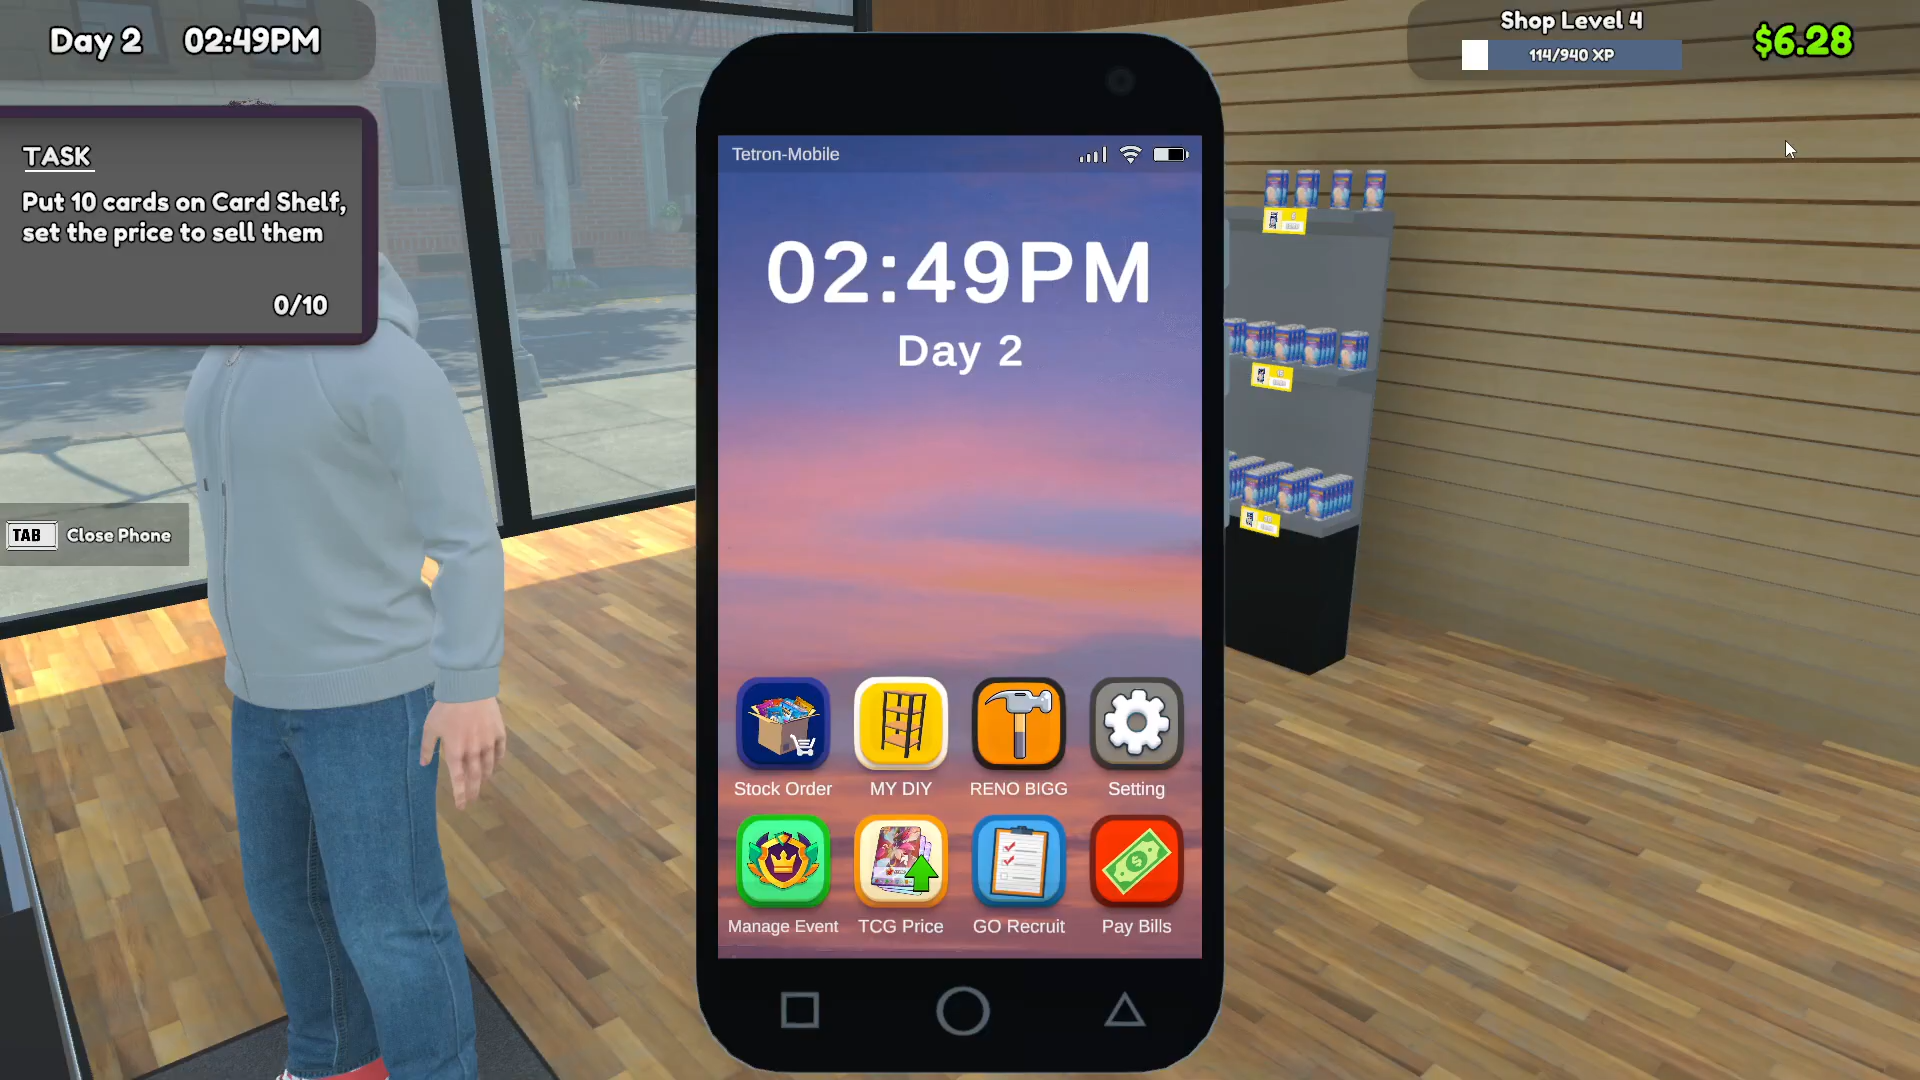 Day 2 02:49PM
Shop Level 4
114/940 XP
$6.28
TASK
Put 10 cards on Card Shelf,
set the price to sell them
0/10
TAB Close Phone
Tetron-Mobile
02:49PM
Day 2
Stock Order MY DIY RENO BIGG Setting
Manage Event TCG Price GO Recruit Pay Bills